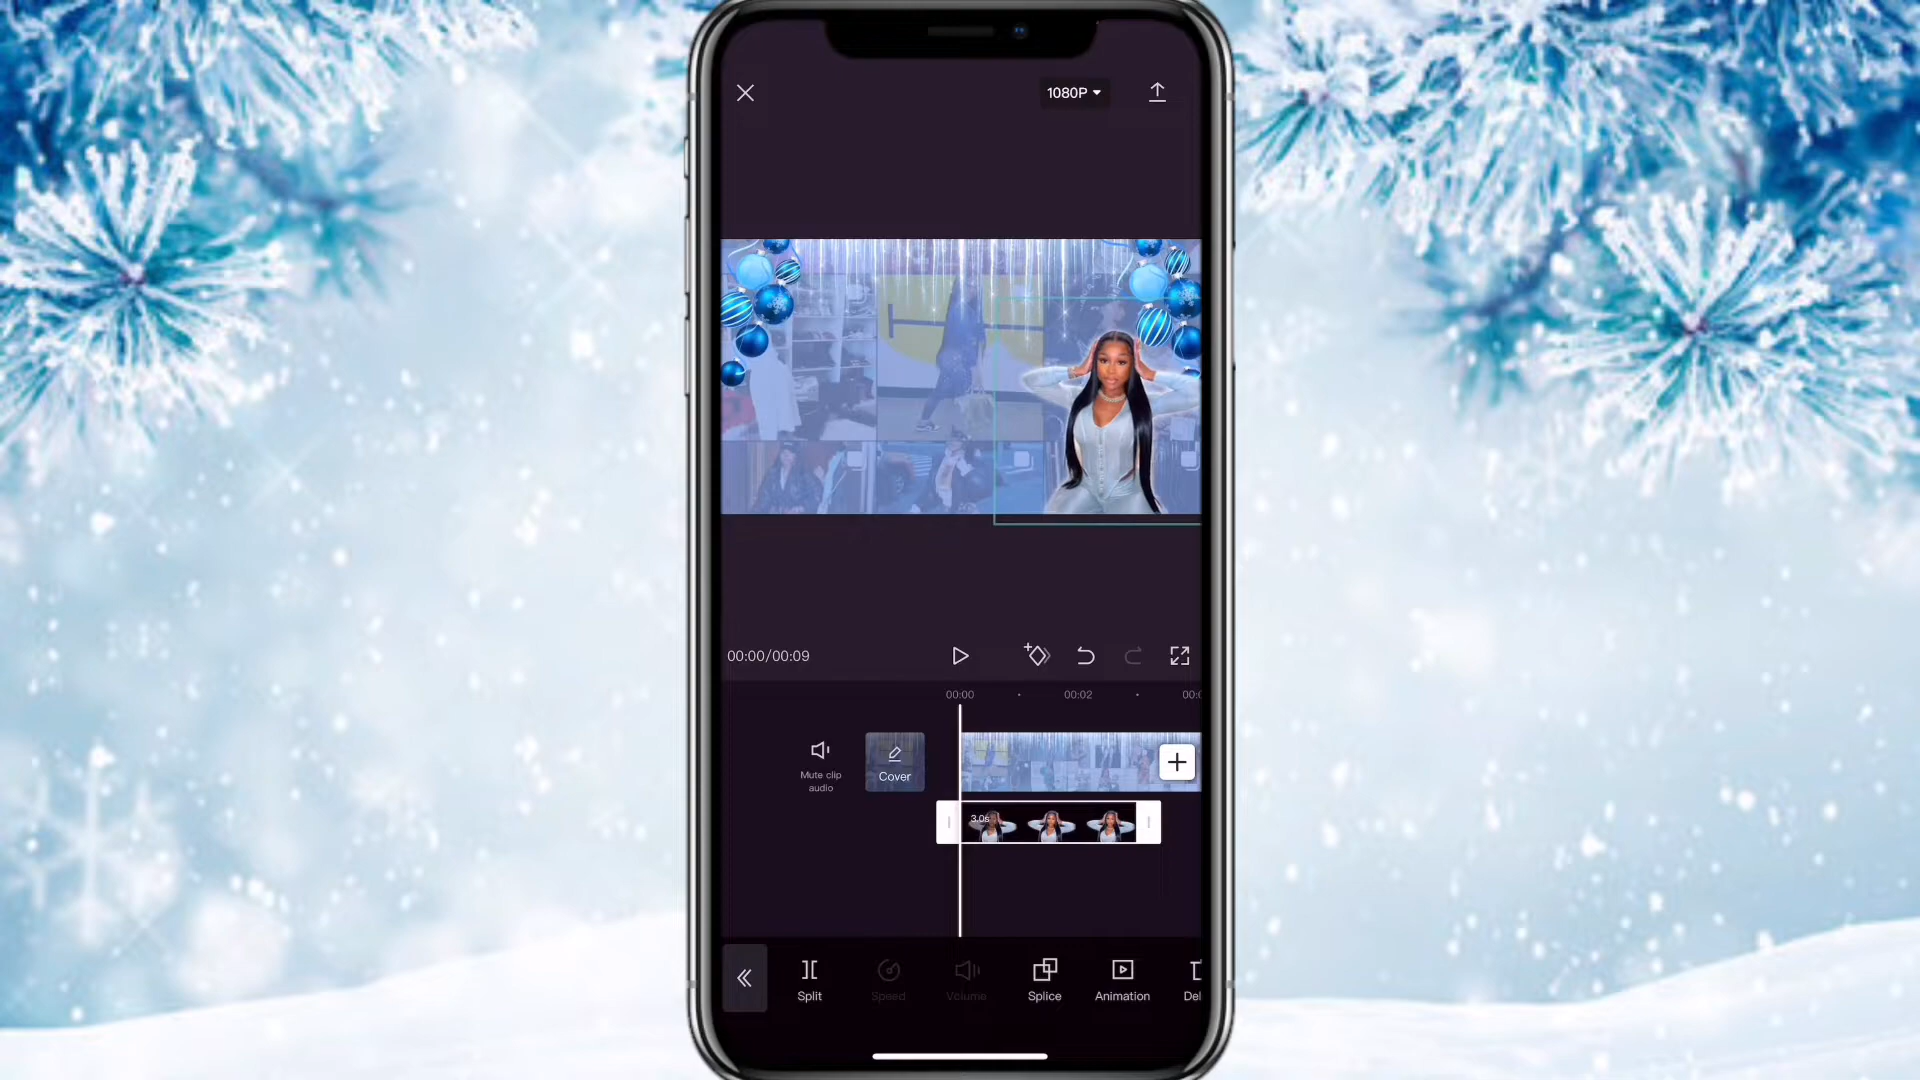 1080P
00:00/00:09
00:00
00:02
Mute clip
audio
Cover
3.0s
Split
Speed
Volume
Splice
Animation